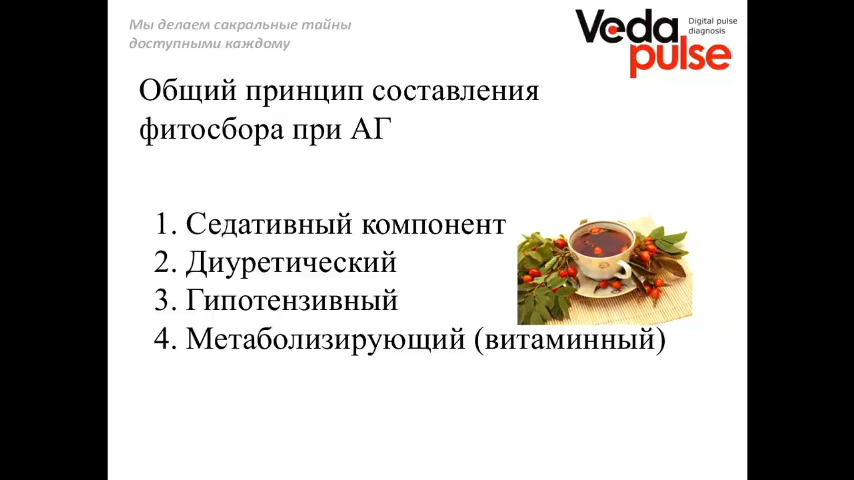 Мы делаем сакральные тайны
доступными каждому
Veda
pulse
Digital pulse
diagnosis
Общий принцип составления
фитосбора при АГ
1. Седативный компонент
2. Диуретический
3. Гипотензивный
4. Метаболизирующий (витаминный)